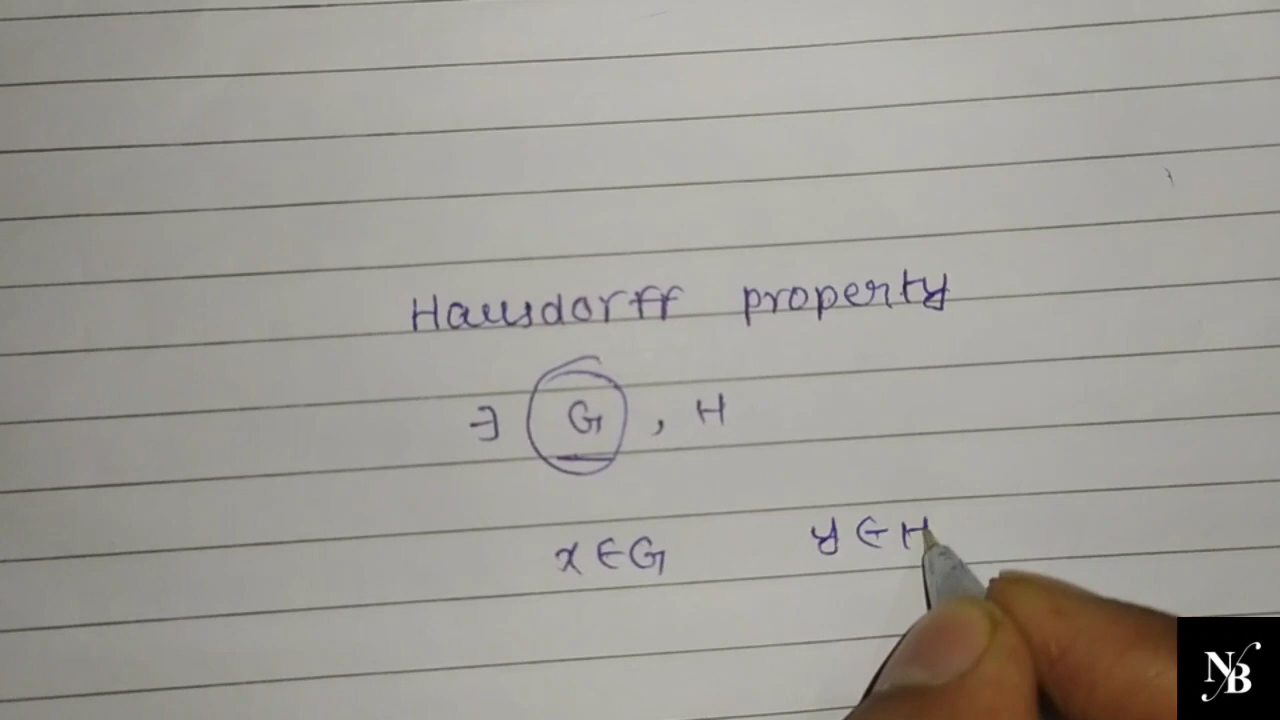 Hausdorff property
∃ G, H
x ∈ G y ∈ H
NB